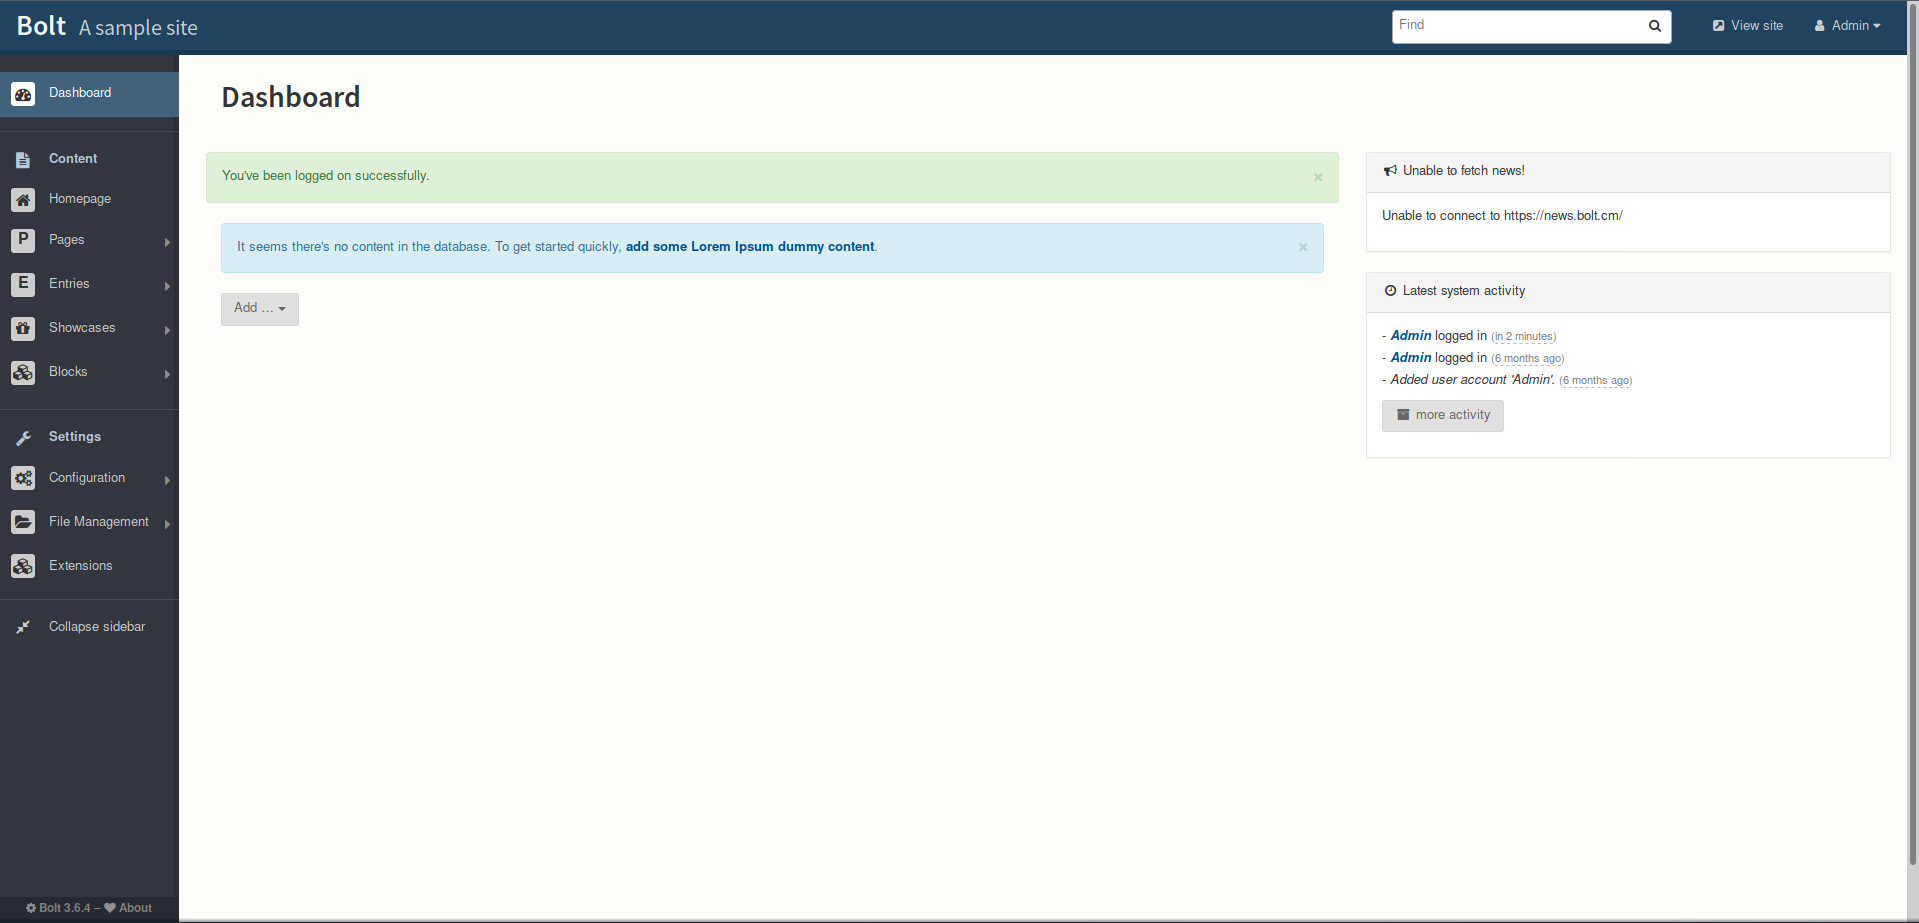 Bolt A sample site
Find
View site
Admin
Dashboard
Content
Homepage
P Pages
E Entries
Showcases
Blocks
Settings
Configuration
File Management
Extensions
Collapse sidebar
Bolt 3.6.4 – About
Dashboard
You've been logged on successfully. ×
It seems there's no content in the database. To get started quickly, add some Lorem Ipsum dummy content. ×
Add ...
Unable to fetch news!
Unable to connect to https://news.bolt.cm/
Latest system activity
- Admin logged in (in 2 minutes)
- Admin logged in (6 months ago)
- Added user account 'Admin'. (6 months ago)
more activity